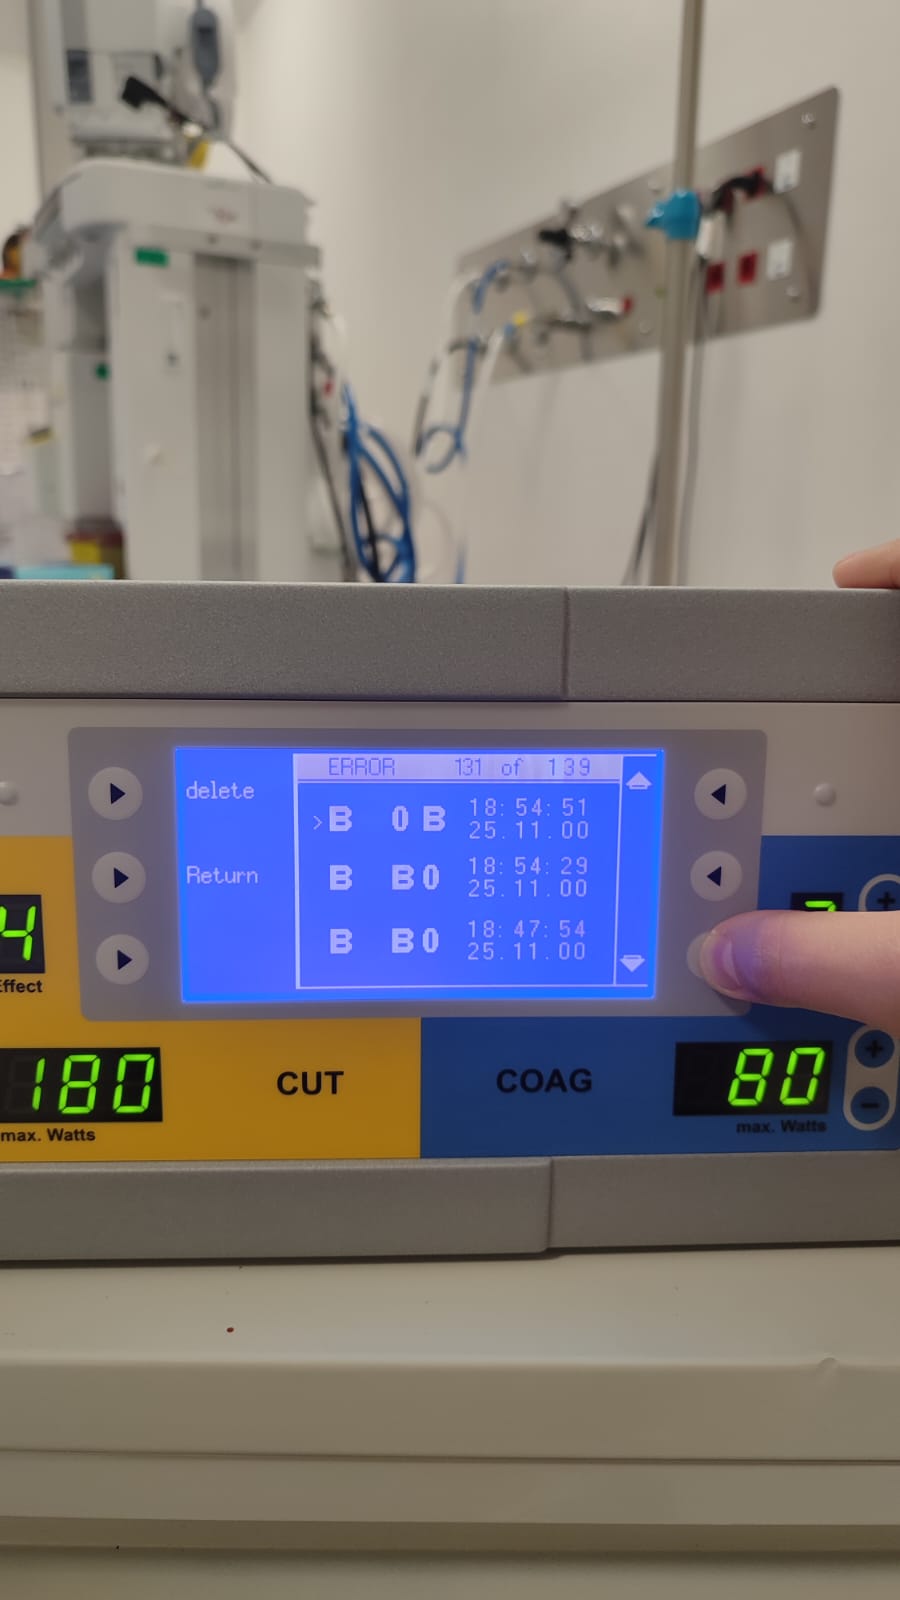 ERROR 131 of 139
delete
>B 0B 18:54:51
25.11.00
Return
B B0 18:54:29
25.11.00
B B0 18:47:54
25.11.00
4
Effect
180
CUT
COAG
80
max. Watts
max. Watts
+
+
−